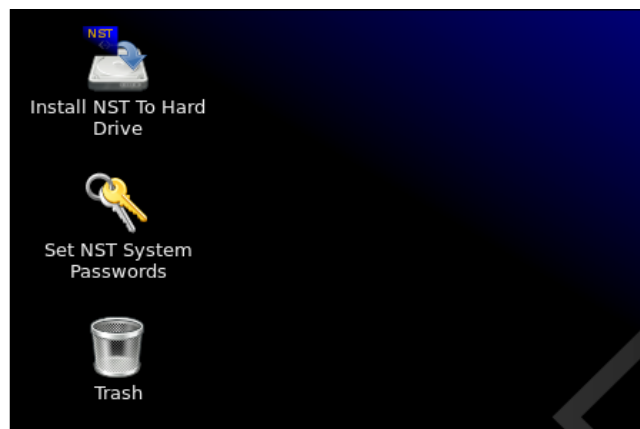 NST
Install NST To Hard
Drive
Set NST System
Passwords
Trash